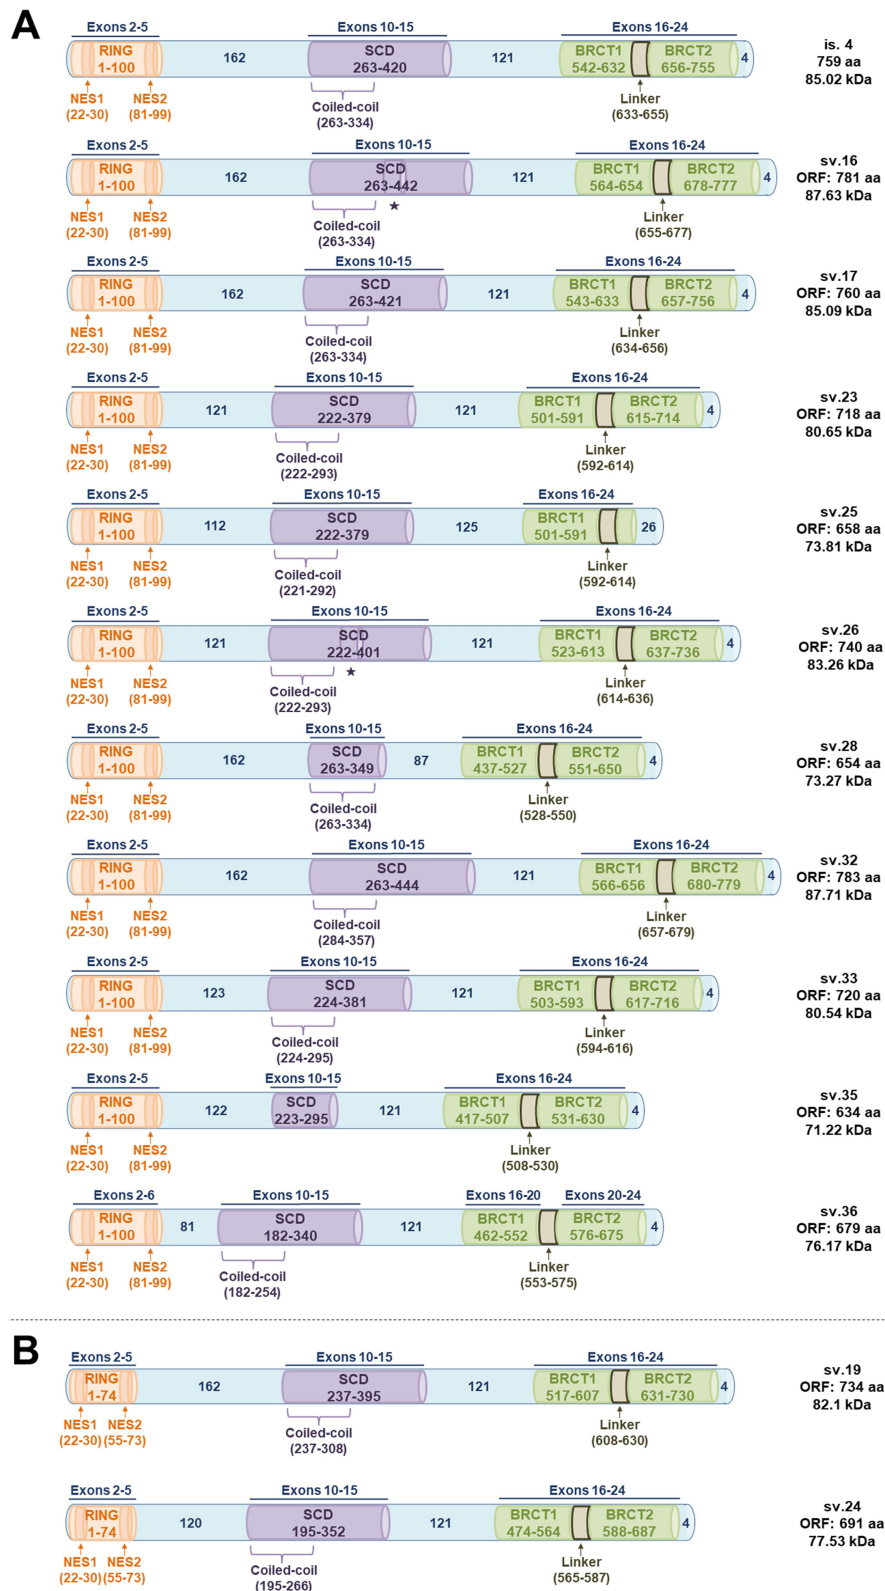 A
Exons 2-5 Exons 10-15 Exons 16-24
RING 1-100 162 SCD 263-420 121 BRCT1 542-632 BRCT2 656-755 4
is. 4
759 aa
85.02 kDa
NES1 (22-30) NES2 (81-99) Coiled-coil (263-334) Linker (633-655)
Exons 2-5 Exons 10-15 Exons 16-24
RING 1-100 162 SCD 263-442 121 BRCT1 564-654 BRCT2 678-777 4
sv.16
ORF: 781 aa
87.63 kDa
NES1 (22-30) NES2 (81-99) Coiled-coil (263-334) ★ Linker (655-677)
Exons 2-5 Exons 10-15 Exons 16-24
RING 1-100 162 SCD 263-421 121 BRCT1 543-633 BRCT2 657-756 4
sv.17
ORF: 760 aa
85.09 kDa
NES1 (22-30) NES2 (81-99) Coiled-coil (263-334) Linker (634-656)
Exons 2-5 Exons 10-15 Exons 16-24
RING 1-100 121 SCD 222-379 121 BRCT1 501-591 BRCT2 615-714 4
sv.23
ORF: 718 aa
80.65 kDa
NES1 (22-30) NES2 (81-99) Coiled-coil (222-293) Linker (592-614)
Exons 2-5 Exons 10-15 Exons 16-24
RING 1-100 112 SCD 222-379 125 BRCT1 501-591 26
sv.25
ORF: 658 aa
73.81 kDa
NES1 (22-30) NES2 (81-99) Coiled-coil (221-292) Linker (592-614)
Exons 2-5 Exons 10-15 Exons 16-24
RING 1-100 121 SCD 222-401 121 BRCT1 523-613 BRCT2 637-736 4
sv.26
ORF: 740 aa
83.26 kDa
NES1 (22-30) NES2 (81-99) Coiled-coil (222-293) ★ Linker (614-636)
Exons 2-5 Exons 10-15 Exons 16-24
RING 1-100 162 SCD 263-349 87 BRCT1 437-527 BRCT2 551-650 4
sv.28
ORF: 654 aa
73.27 kDa
NES1 (22-30) NES2 (81-99) Coiled-coil (263-334) Linker (528-550)
Exons 2-5 Exons 10-15 Exons 16-24
RING 1-100 162 SCD 263-444 121 BRCT1 566-656 BRCT2 680-779 4
sv.32
ORF: 783 aa
87.71 kDa
NES1 (22-30) NES2 (81-99) Coiled-coil (284-357) Linker (657-679)
Exons 2-5 Exons 10-15 Exons 16-24
RING 1-100 123 SCD 224-381 121 BRCT1 503-593 BRCT2 617-716 4
sv.33
ORF: 720 aa
80.54 kDa
NES1 (22-30) NES2 (81-99) Coiled-coil (224-295) Linker (594-616)
Exons 2-5 Exons 10-15 Exons 16-24
RING 1-100 122 SCD 223-295 121 BRCT1 417-507 BRCT2 531-630 4
sv.35
ORF: 634 aa
71.22 kDa
NES1 (22-30) NES2 (81-99) Linker (508-530)
Exons 2-6 Exons 10-15 Exons 16-20 Exons 20-24
RING 1-100 81 SCD 182-340 121 BRCT1 462-552 BRCT2 576-675 4
sv.36
ORF: 679 aa
76.17 kDa
NES1 (22-30) NES2 (81-99) Coiled-coil (182-254) Linker (553-575)
B
Exons 2-5 Exons 10-15 Exons 16-24
RING 1-74 162 SCD 237-395 121 BRCT1 517-607 BRCT2 631-730 4
sv.19
ORF: 734 aa
82.1 kDa
NES1 (22-30) NES2 (55-73) Coiled-coil (237-308) Linker (608-630)
Exons 2-5 Exons 10-15 Exons 16-24
RING 1-74 120 SCD 195-352 121 BRCT1 474-564 BRCT2 588-687 4
sv.24
ORF: 691 aa
77.53 kDa
NES1 (22-30) NES2 (55-73) Coiled-coil (195-266) Linker (565-587)